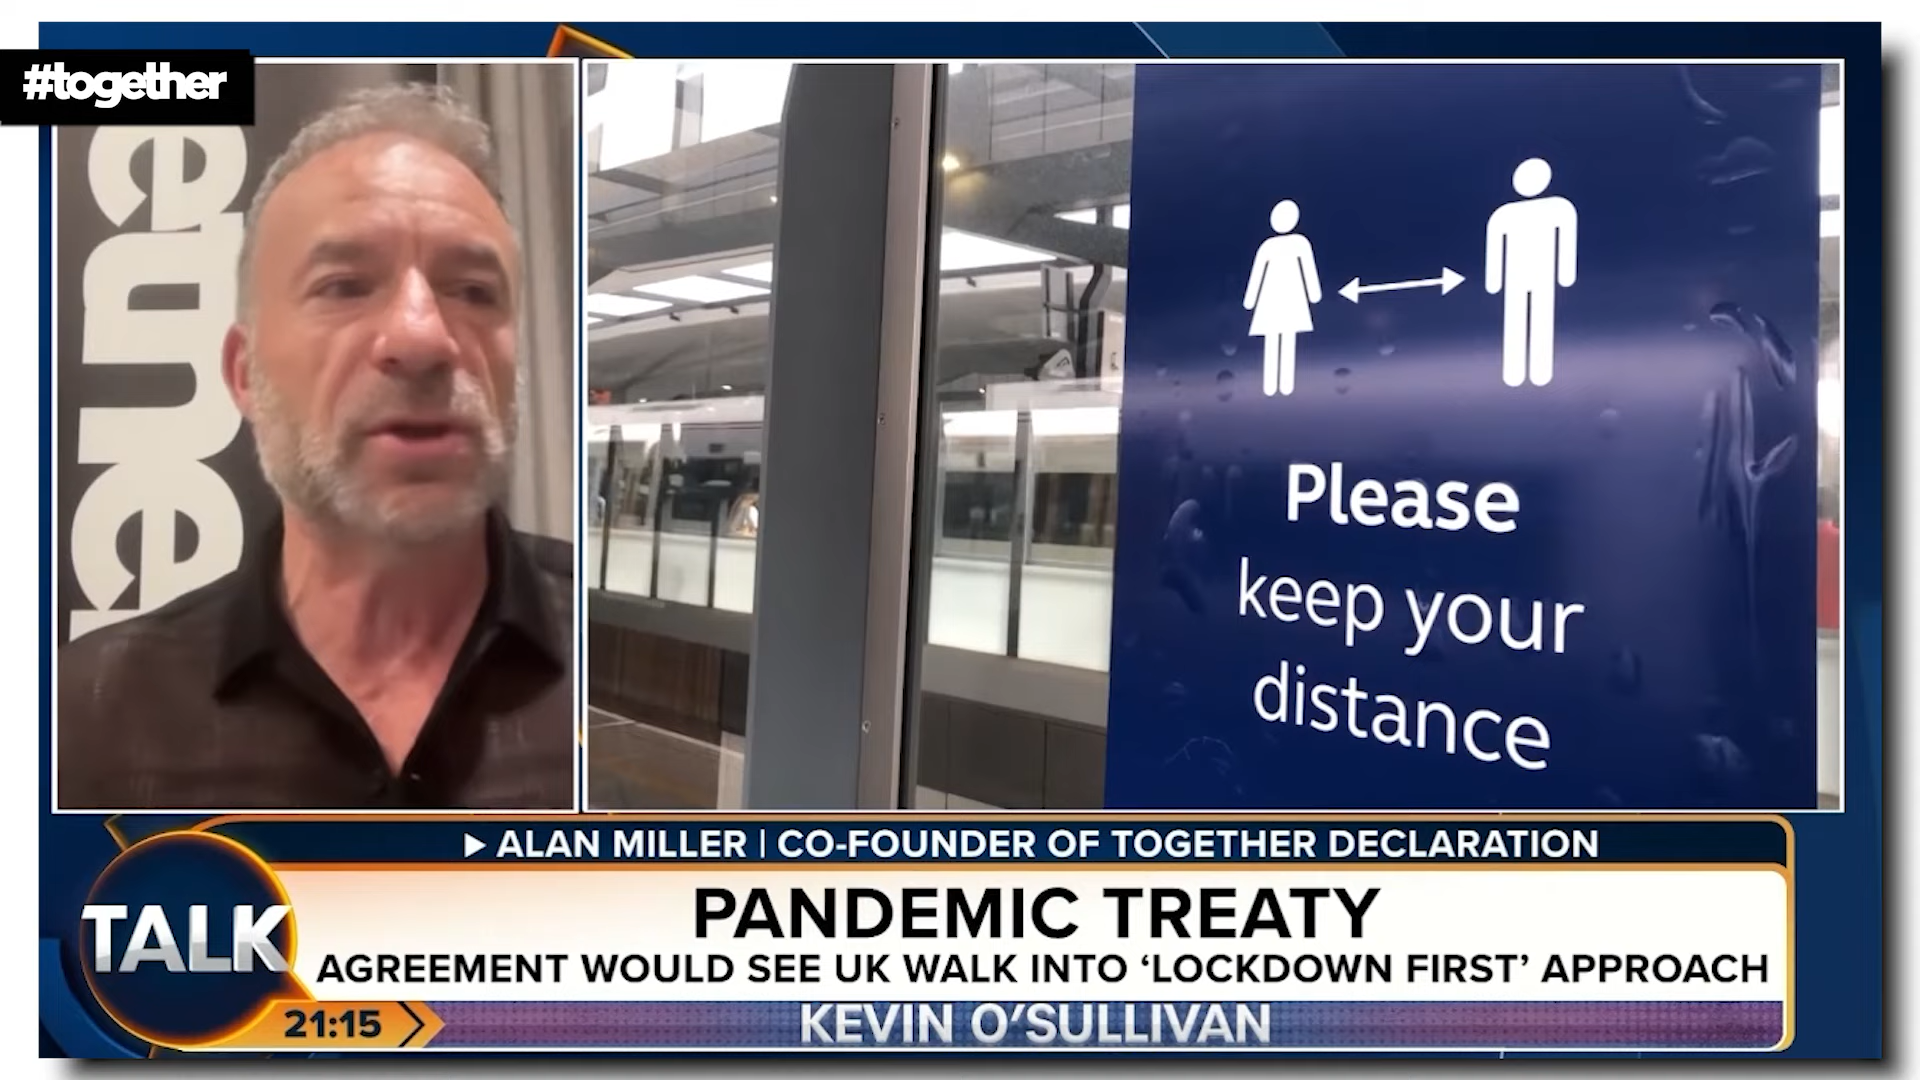 #together
eune
Please
keep your
distance
ALAN MILLER | CO-FOUNDER OF TOGETHER DECLARATION
PANDEMIC TREATY
TALK
AGREEMENT WOULD SEE UK WALK INTO ‘LOCKDOWN FIRST’ APPROACH
21:15
KEVIN O’SULLIVAN